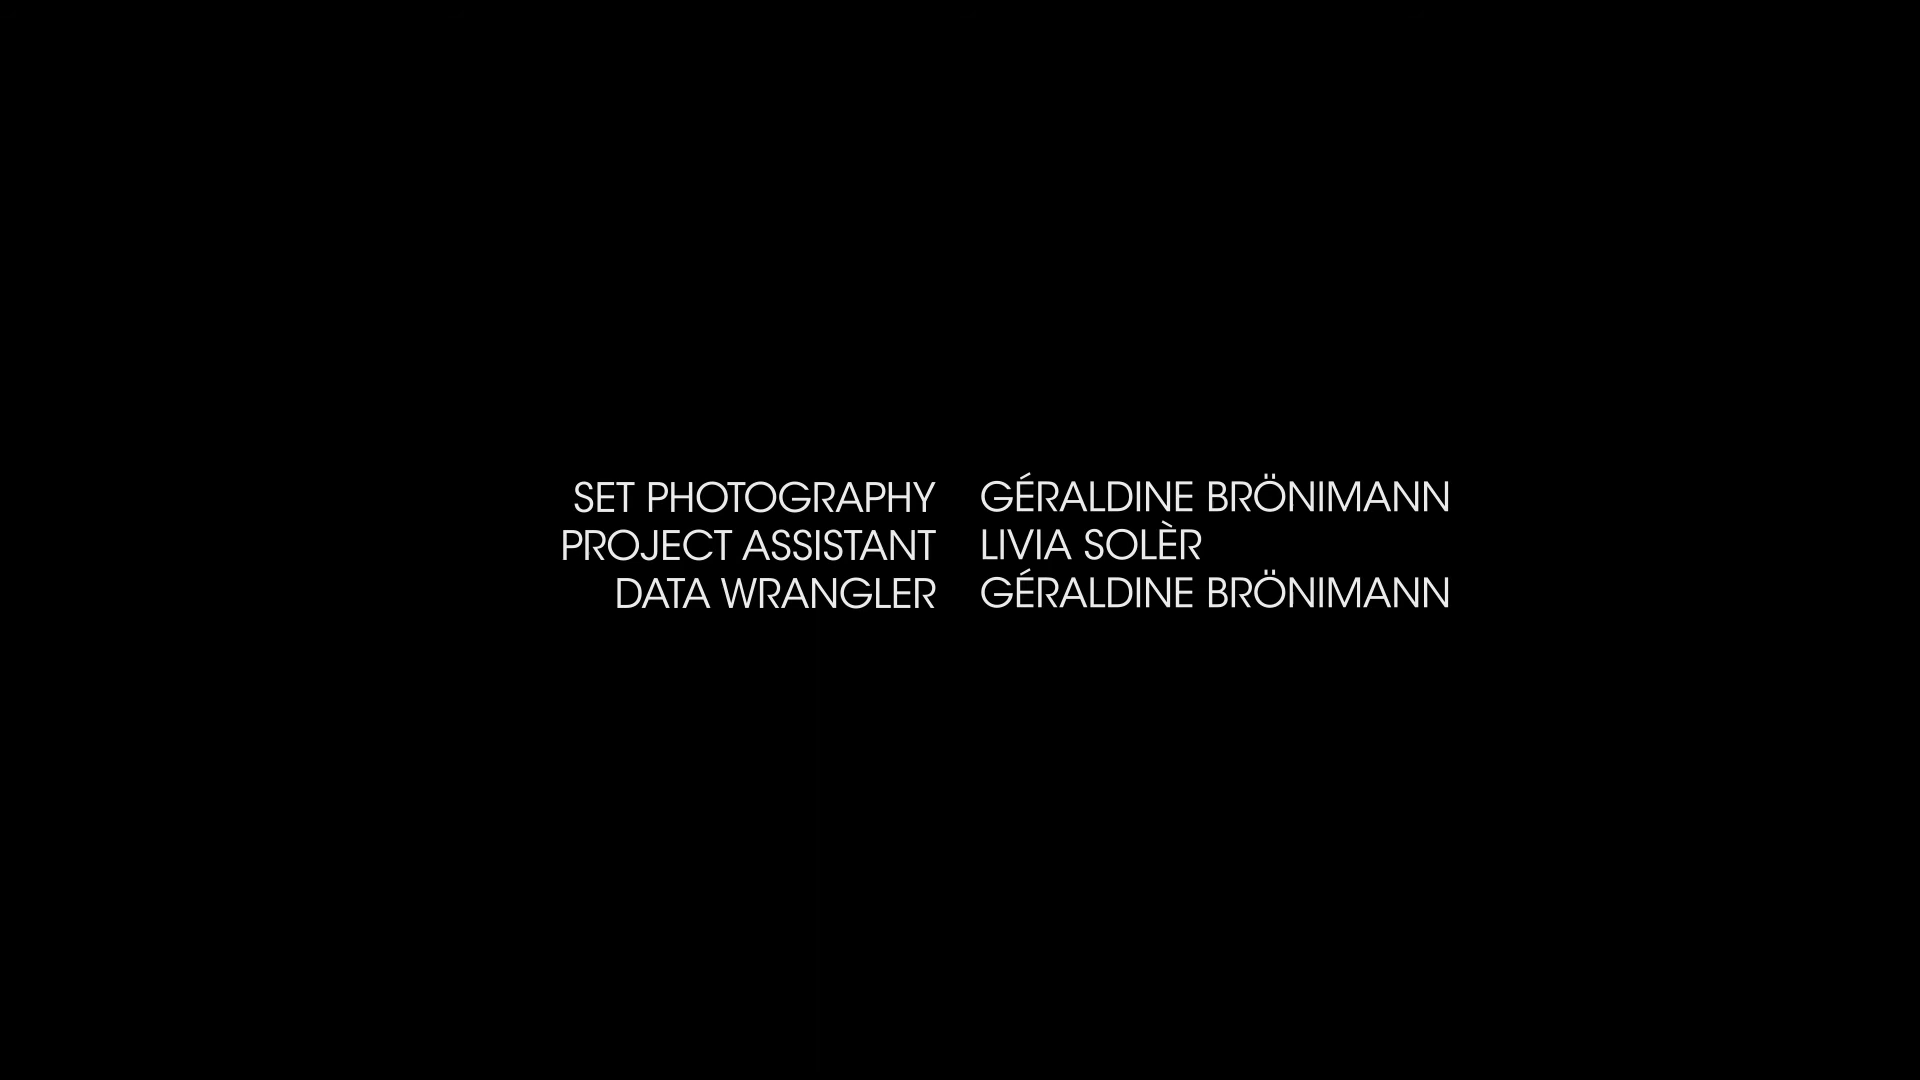 SET PHOTOGRAPHY GÉRALDINE BRÖNIMANN
PROJECT ASSISTANT LIVIA SOLÈR
DATA WRANGLER GÉRALDINE BRÖNIMANN